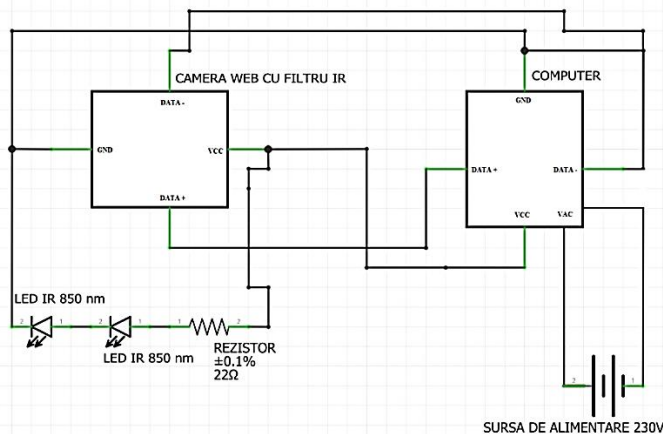 CAMERA WEB CU FILTRU IR
COMPUTER
DATA -
GND
VCC
DATA +
GND
DATA +
DATA -
VCC
VAC
LED IR 850 nm
2
1
2
1
1
2
LED IR 850 nm
REZISTOR
±0.1%
22Ω
2
1
SURSA DE ALIMENTARE 230V